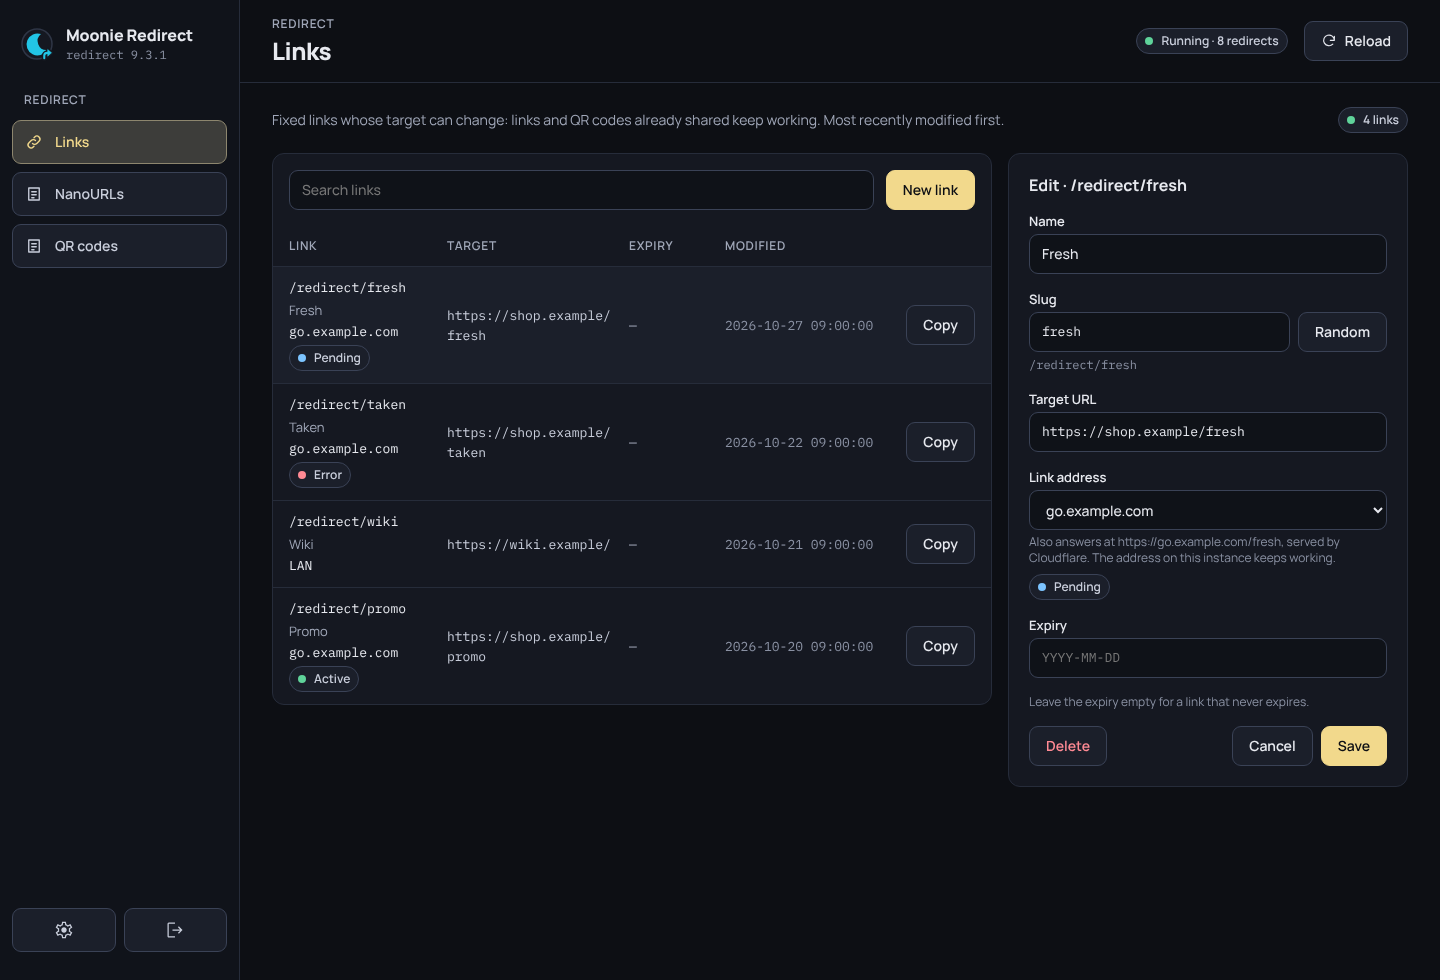 Moonie Redirect
redirect 9.3.1
REDIRECT
Links
NanoURLs
QR codes
REDIRECT
Links
Running · 8 redirects
Reload
Fixed links whose target can change: links and QR codes already shared keep working. Most recently modified first.
4 links
Search links
New link
LINK TARGET EXPIRY MODIFIED
/redirect/fresh
Fresh
go.example.com
Pending
https://shop.example/
fresh
—
2026-10-27 09:00:00
Copy
/redirect/taken
Taken
go.example.com
Error
https://shop.example/
taken
—
2026-10-22 09:00:00
Copy
/redirect/wiki
Wiki
LAN
https://wiki.example/
—
2026-10-21 09:00:00
Copy
/redirect/promo
Promo
go.example.com
Active
https://shop.example/
promo
—
2026-10-20 09:00:00
Copy
Edit · /redirect/fresh
Name
Fresh
Slug
fresh
Random
/redirect/fresh
Target URL
https://shop.example/fresh
Link address
go.example.com
Also answers at https://go.example.com/fresh, served by
Cloudflare. The address on this instance keeps working.
Pending
Expiry
YYYY-MM-DD
Leave the expiry empty for a link that never expires.
Delete
Cancel
Save